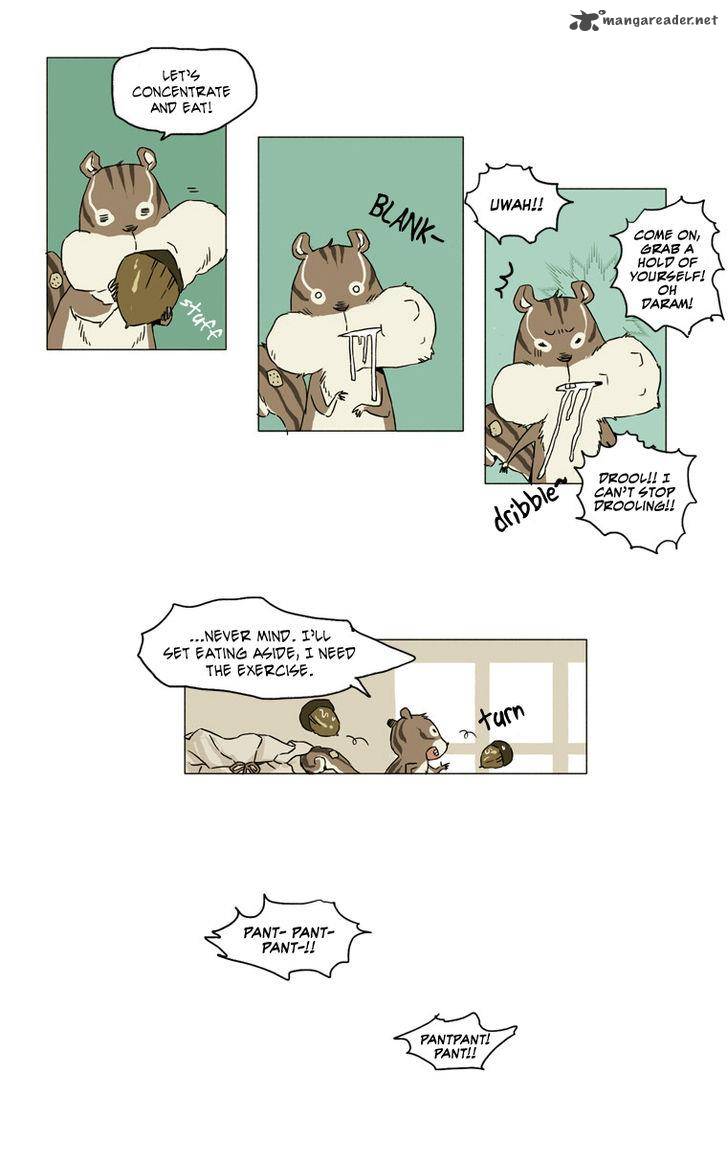 mangareader.net
LET'S
CONCENTRATE
AND EAT!
stuff
BLANK-
UWAH!!
COME ON,
GRAB A
HOLD OF
YOURSELF!
OH
DARAM!
DROOL!! I
CAN'T STOP
DROOLING!!
dribble~
...NEVER MIND. I'LL
SET EATING ASIDE, I NEED
THE EXERCISE.
turn
PANT- PANT-
PANT-!!
PANTPANT!
PANT!!